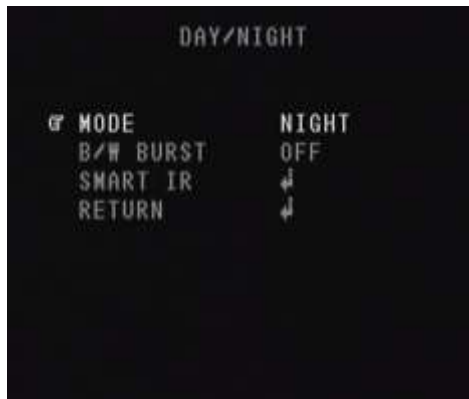 DAY/NIGHT
MODE NIGHT
B/W BURST OFF
SMART IR ↲
RETURN ↲